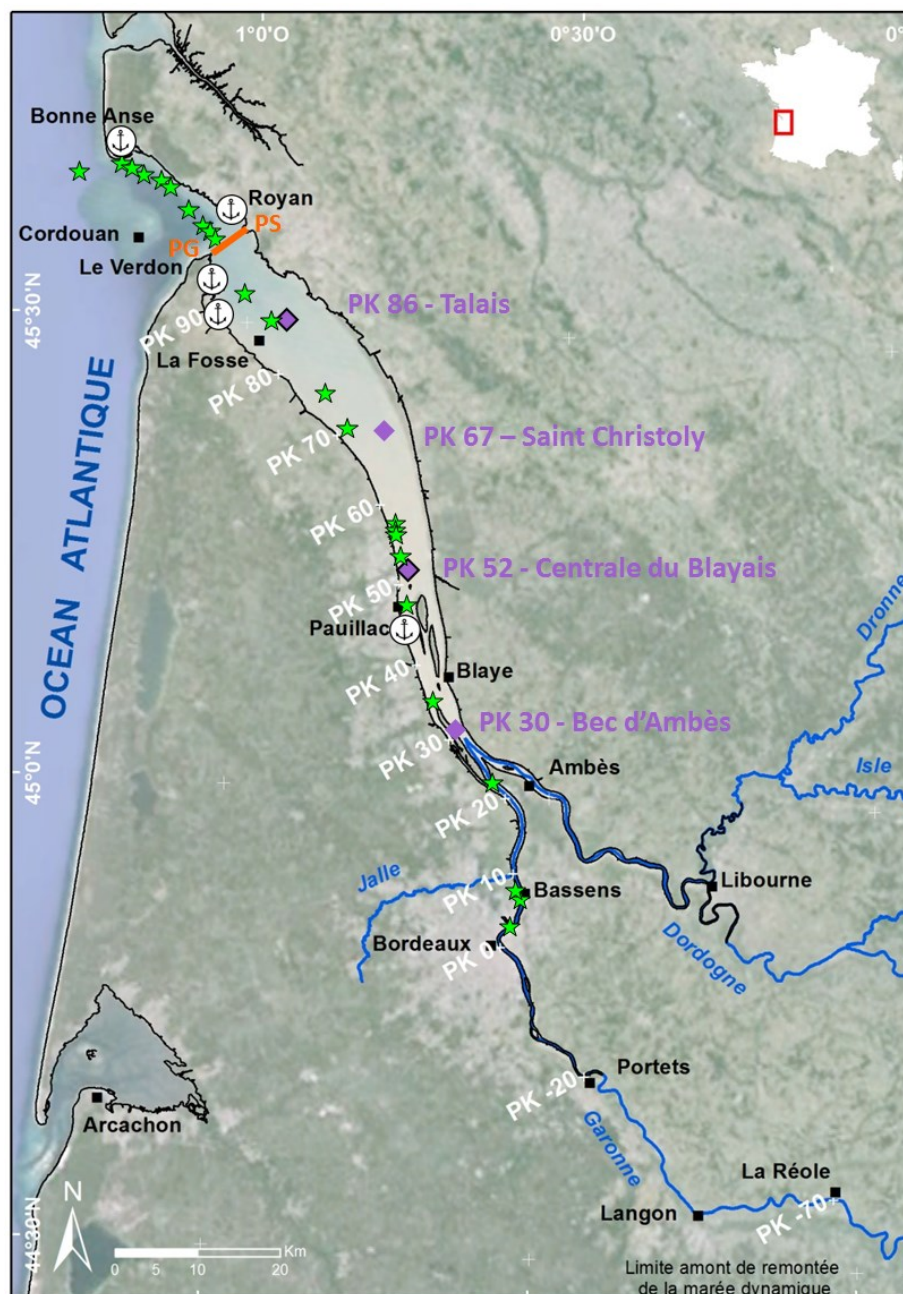 1°0'O
0°30'O
0°
Bonne Anse
Royan
Cordouan
PS
PG
Le Verdon
45°30'N
PK 86 - Talais
PK 90
La Fosse
PK 80
OCEAN ATLANTIQUE
PK 67 – Saint Christoly
PK 70
PK 60
PK 52 - Centrale du Blayais
PK 50
Pauillac
Dronne
PK 40
Blaye
PK 30 - Bec d'Ambès
PK 30
45°0'N
Ambès
Isle
PK 20
Jalle
PK 10
Bassens
Libourne
Bordeaux
PK 0
Dordogne
Portets
PK -20
Arcachon
Garonne
La Réole
N
Langon
PK -70
44°30'N
Km
0 5 10 20
Limite amont de remontée
de la marée dynamique